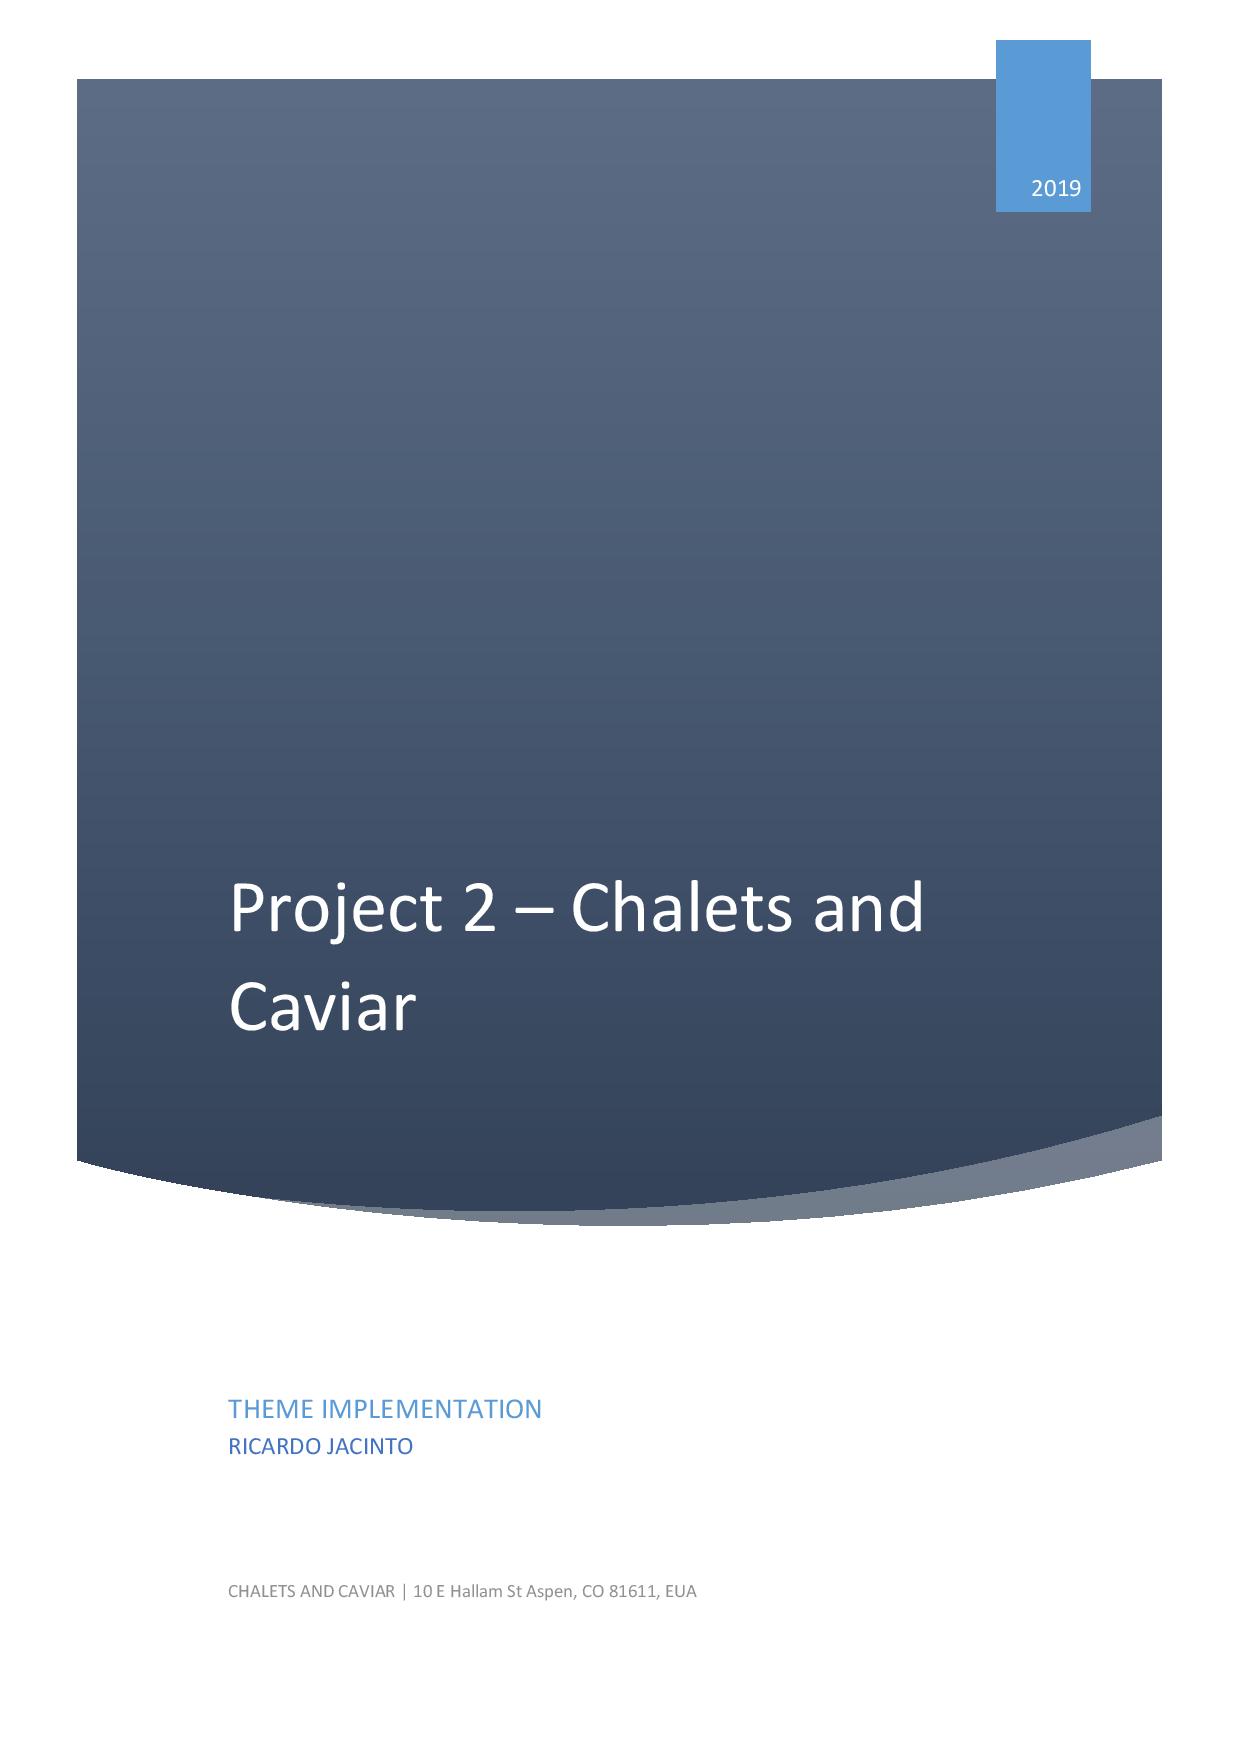 2019
Project 2 – Chalets and
Caviar
THEME IMPLEMENTATION
RICARDO JACINTO
CHALETS AND CAVIAR | 10 E Hallam St Aspen, CO 81611, EUA